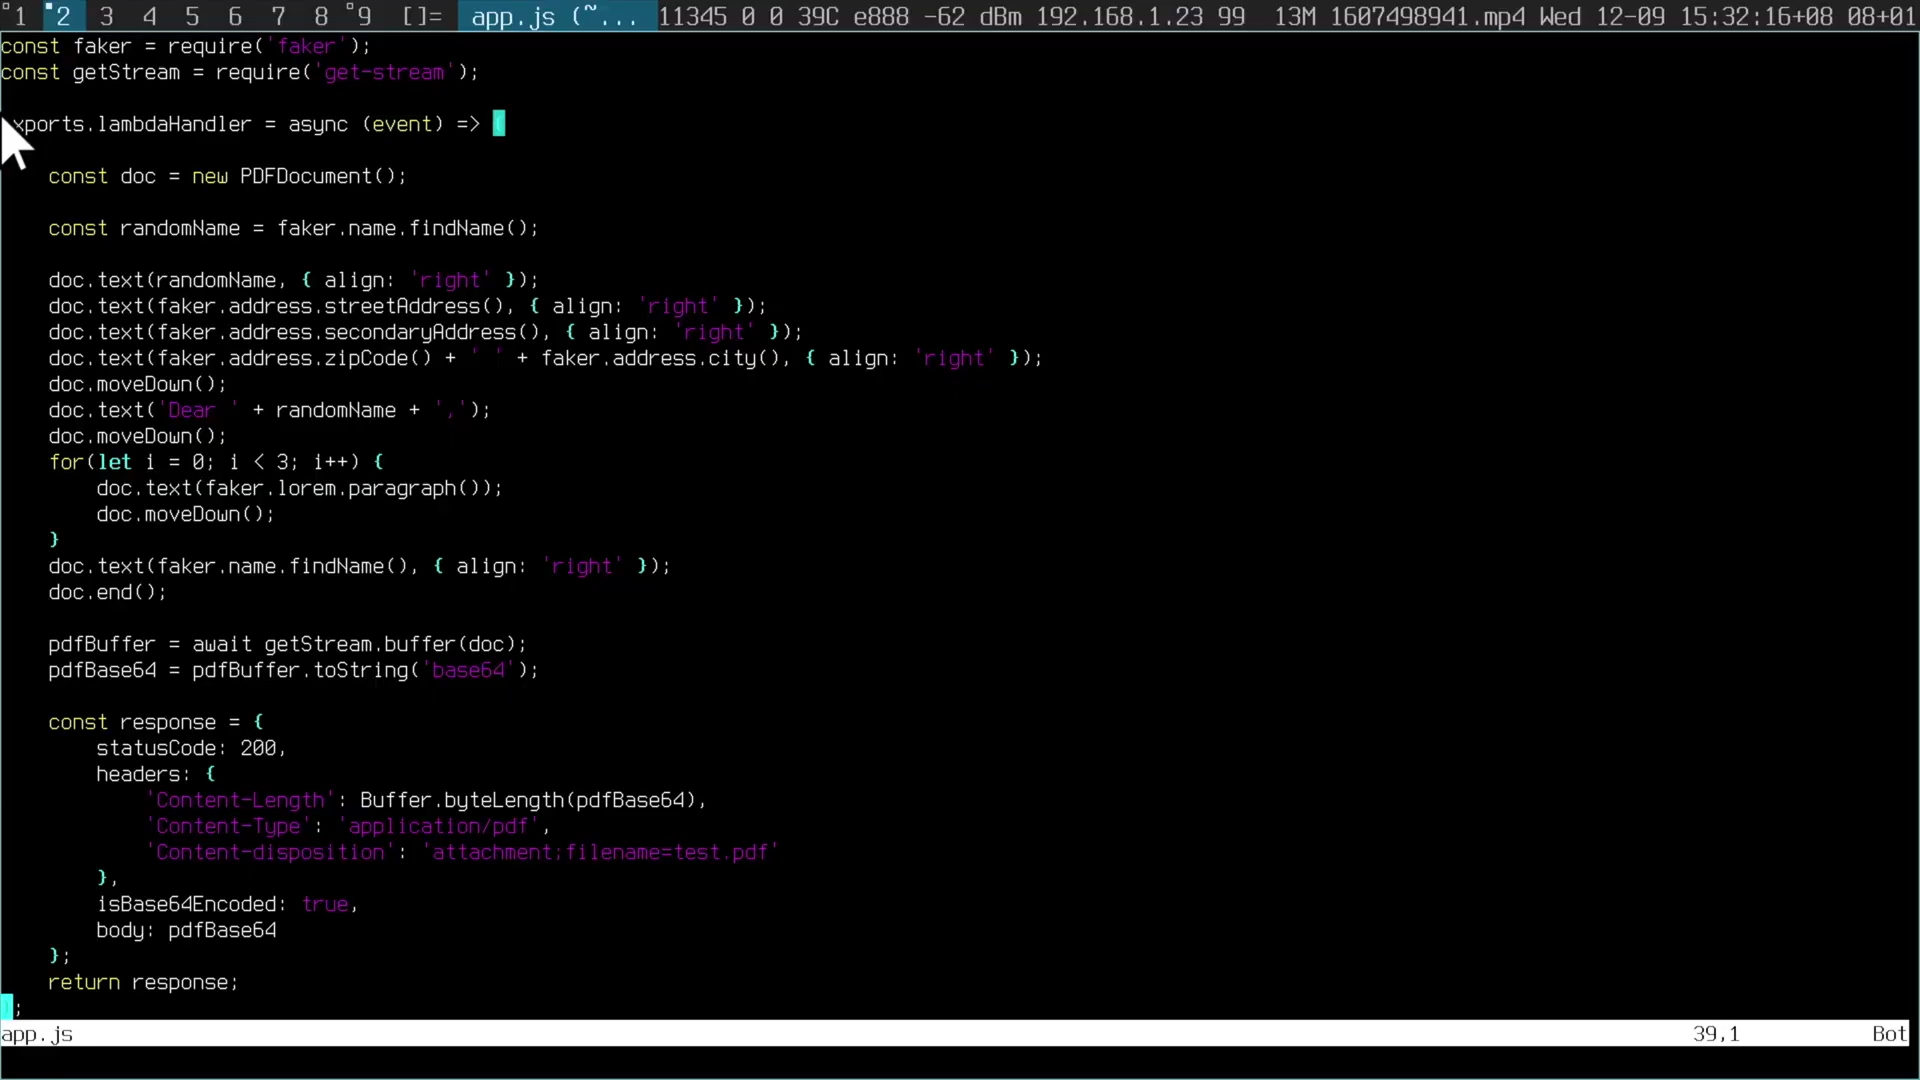 1 2 3 4 5 6 7 8 9 []= app.js (~... 11345 0 0 39C e888 -62 dBm 192.168.1.23 99 13M 1607498941.mp4 Wed 12-09 15:32:16+08 08+01
const faker = require('faker');
const getStream = require('get-stream');
xports.lambdaHandler = async (event) => {
    const doc = new PDFDocument();
    const randomName = faker.name.findName();
    doc.text(randomName, { align: 'right' });
    doc.text(faker.address.streetAddress(), { align: 'right' });
    doc.text(faker.address.secondaryAddress(), { align: 'right' });
    doc.text(faker.address.zipCode() + ' ' + faker.address.city(), { align: 'right' });
    doc.moveDown();
    doc.text('Dear ' + randomName + ',');
    doc.moveDown();
    for(let i = 0; i < 3; i++) {
        doc.text(faker.lorem.paragraph());
        doc.moveDown();
    }
    doc.text(faker.name.findName(), { align: 'right' });
    doc.end();
    pdfBuffer = await getStream.buffer(doc);
    pdfBase64 = pdfBuffer.toString('base64');
    const response = {
        statusCode: 200,
        headers: {
            'Content-Length': Buffer.byteLength(pdfBase64),
            'Content-Type': 'application/pdf',
            'Content-disposition': 'attachment;filename=test.pdf'
        },
        isBase64Encoded: true,
        body: pdfBase64
    };
    return response;
};
app.js 39,1 Bot